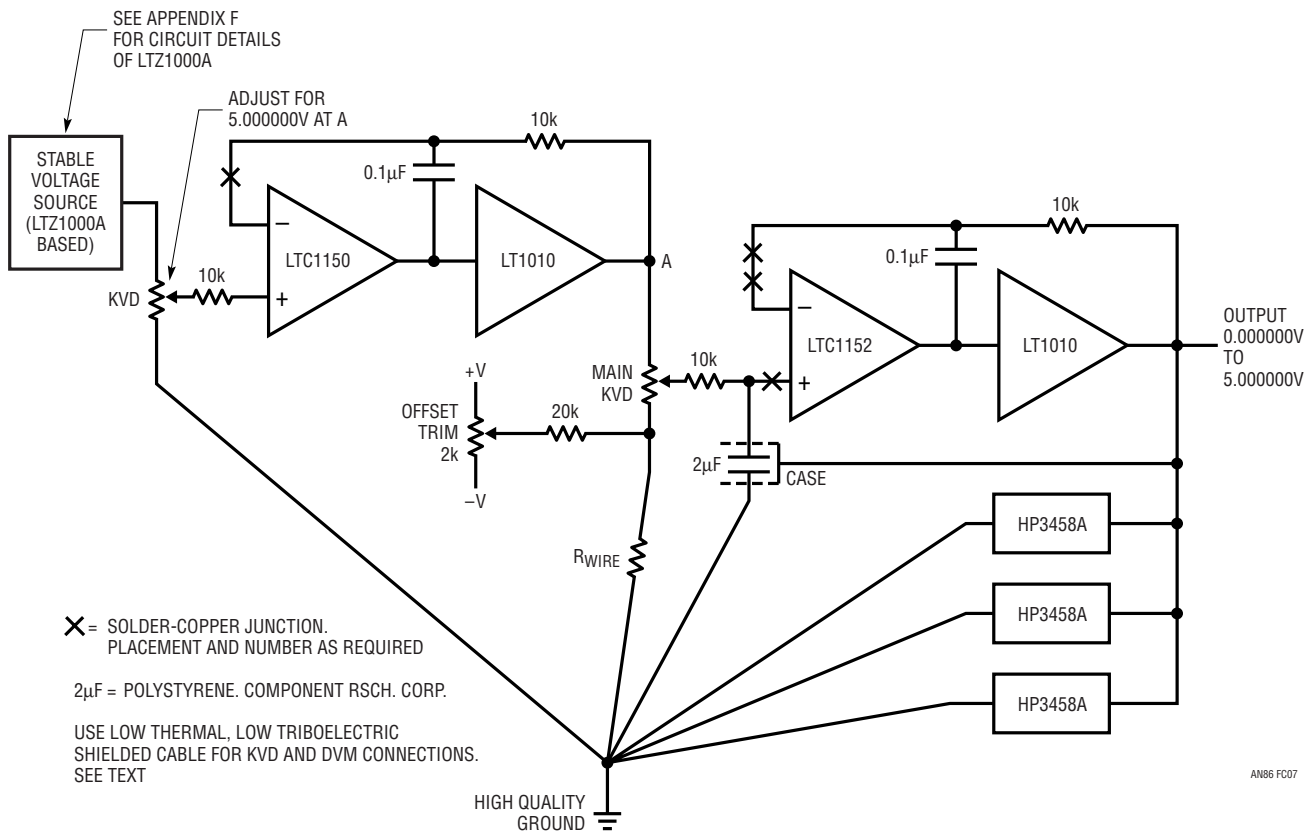 SEE APPENDIX F
FOR CIRCUIT DETAILS
OF LTZ1000A
ADJUST FOR
5.000000V AT A
STABLE
VOLTAGE
SOURCE
(LTZ1000A
BASED)
KVD
10k
10k
0.1µF
–
+
LTC1150
LT1010
A
10k
0.1µF
–
+
LTC1152
LT1010
OUTPUT
0.000000V
TO
5.000000V
MAIN
KVD
10k
+V
OFFSET
TRIM
2k
–V
20k
2µF
CASE
RWIRE
HP3458A
HP3458A
HP3458A
= SOLDER-COPPER JUNCTION.
PLACEMENT AND NUMBER AS REQUIRED
2µF = POLYSTYRENE. COMPONENT RSCH. CORP.
USE LOW THERMAL, LOW TRIBOELECTRIC
SHIELDED CABLE FOR KVD AND DVM CONNECTIONS.
SEE TEXT
HIGH QUALITY
GROUND
AN86 FC07